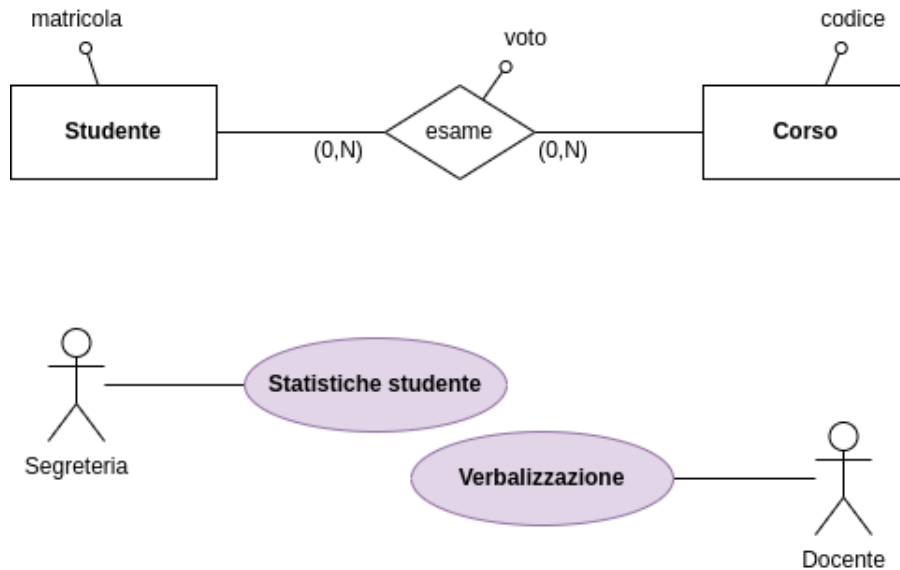 matricola
voto
codice
Studente
esame
Corso
(0,N)
(0,N)
Statistiche studente
Segreteria
Verbalizzazione
Docente